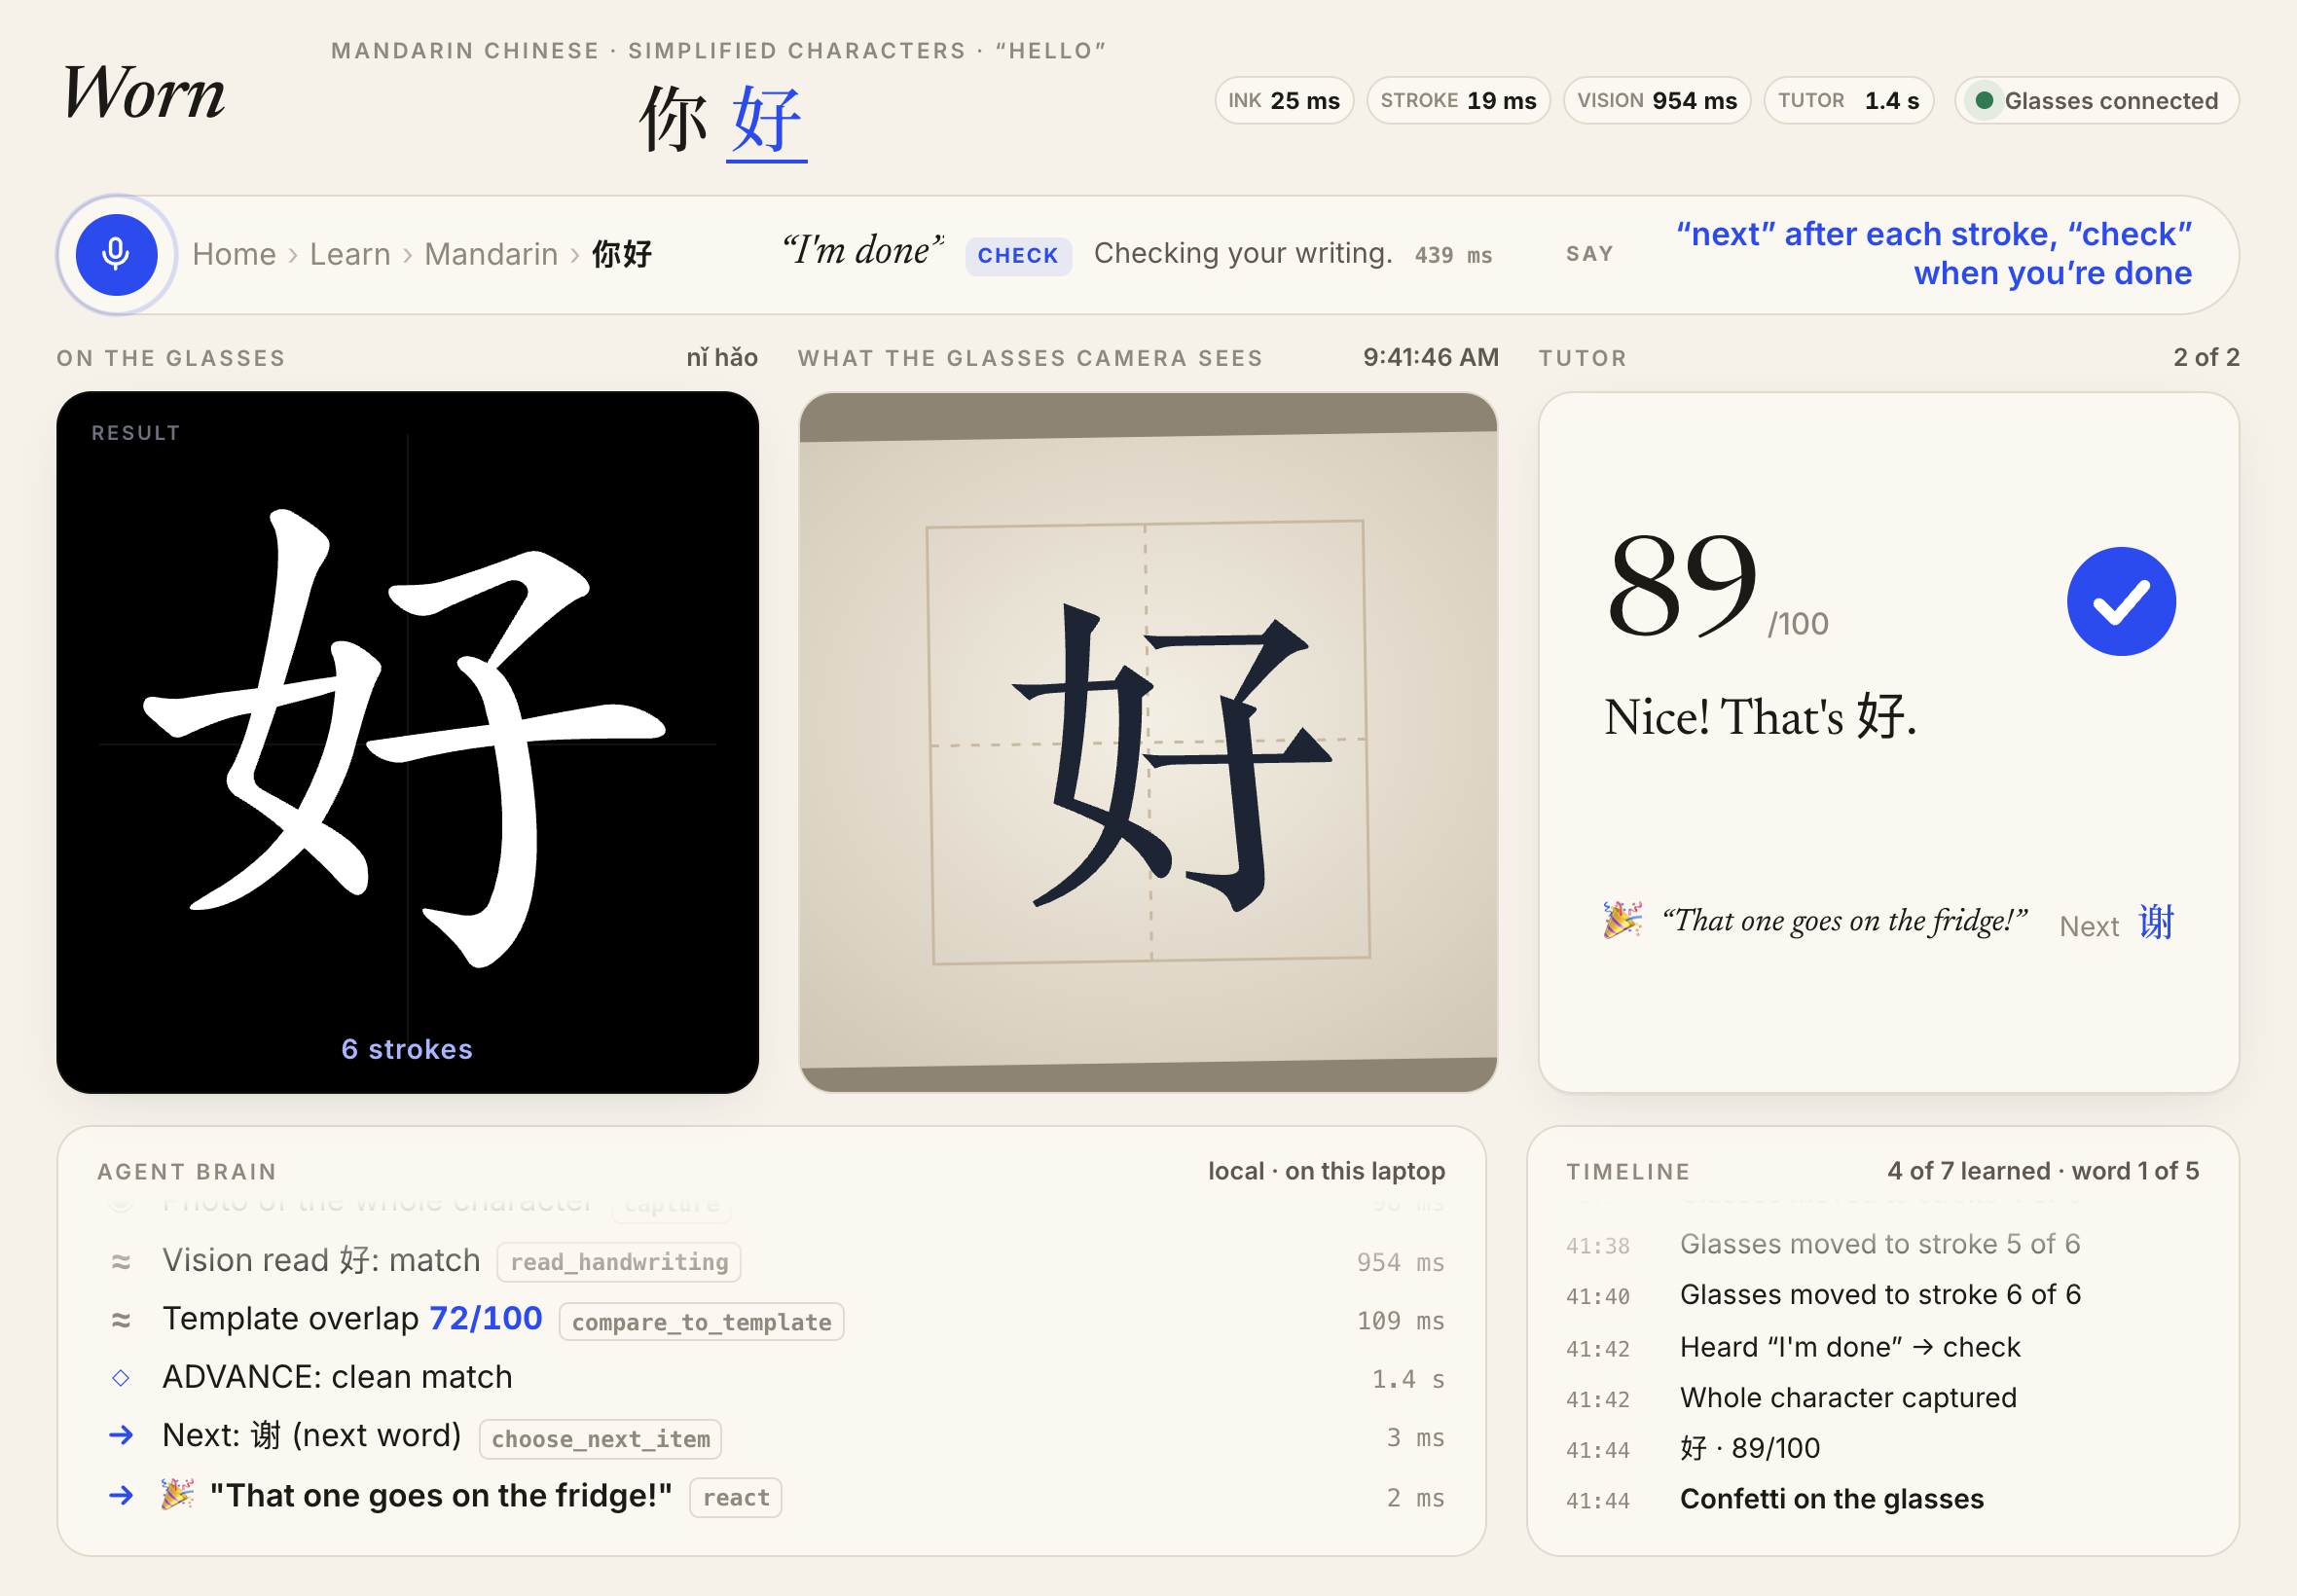 Worn
MANDARIN CHINESE · SIMPLIFIED CHARACTERS · “HELLO”
你 好
INK 25 ms
STROKE 19 ms
VISION 954 ms
TUTOR 1.4 s
Glasses connected
Home › Learn › Mandarin › 你好
“I'm done” CHECK Checking your writing. 439 ms
SAY “next” after each stroke, “check”
when you’re done
ON THE GLASSES nǐ hǎo
RESULT
好
6 strokes
WHAT THE GLASSES CAMERA SEES 9:41:46 AM
好
TUTOR 2 of 2
89/100
Nice! That's 好.
🎉 “That one goes on the fridge!” Next 谢
AGENT BRAIN local · on this laptop
Photo of the whole character capture 98 ms
≈ Vision read 好: match read_handwriting 954 ms
≈ Template overlap 72/100 compare_to_template 109 ms
◇ ADVANCE: clean match 1.4 s
→ Next: 谢 (next word) choose_next_item 3 ms
→ 🎉 "That one goes on the fridge!" react 2 ms
TIMELINE 4 of 7 learned · word 1 of 5
41:38 Glasses moved to stroke 5 of 6
41:40 Glasses moved to stroke 6 of 6
41:42 Heard “I'm done” → check
41:42 Whole character captured
41:44 好 · 89/100
41:44 Confetti on the glasses